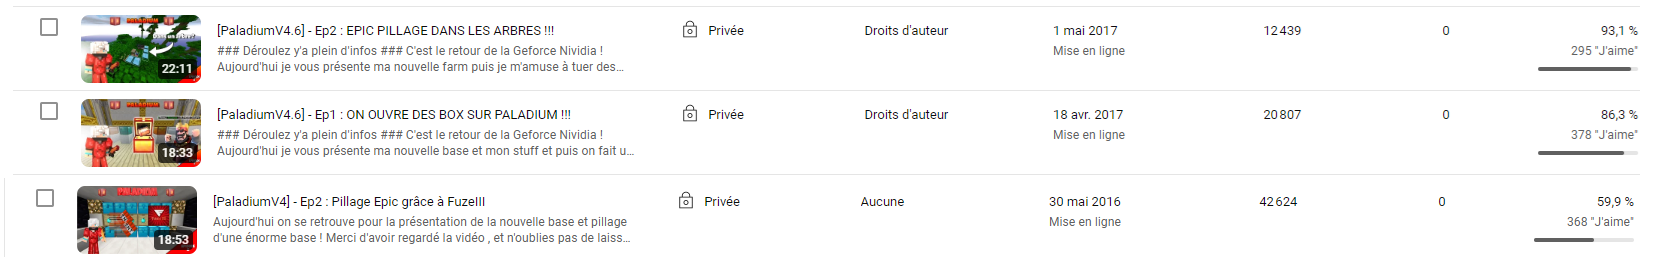 [PaladiumV4.6] - Ep2 : EPIC PILLAGE DANS LES ARBRES !!! Privée Droits d'auteur 1 mai 2017 12 439 0 93,1 %
### Déroulez y'a plein d'infos ### C'est le retour de la Geforce Nividia ! Mise en ligne 295 "J'aime"
Aujourd'hui je vous présente ma nouvelle farm puis je m'amuse à tuer des…
22:11
[PaladiumV4.6] - Ep1 : ON OUVRE DES BOX SUR PALADIUM !!! Privée Droits d'auteur 18 avr. 2017 20 807 0 86,3 %
### Déroulez y'a plein d'infos ### C'est le retour de la Geforce Nividia ! Mise en ligne 378 "J'aime"
Aujourd'hui je vous présente ma nouvelle base et mon stuff et puis on fait u…
18:33
[PaladiumV4] - Ep2 : Pillage Epic grâce à FuzeIII Privée Aucune 30 mai 2016 42 624 0 59,9 %
Aujourd'hui on se retrouve pour la présentation de la nouvelle base et pillage Mise en ligne 368 "J'aime"
d'une énorme base ! Merci d'avoir regardé la vidéo , et n'oublies pas de laiss…
18:53